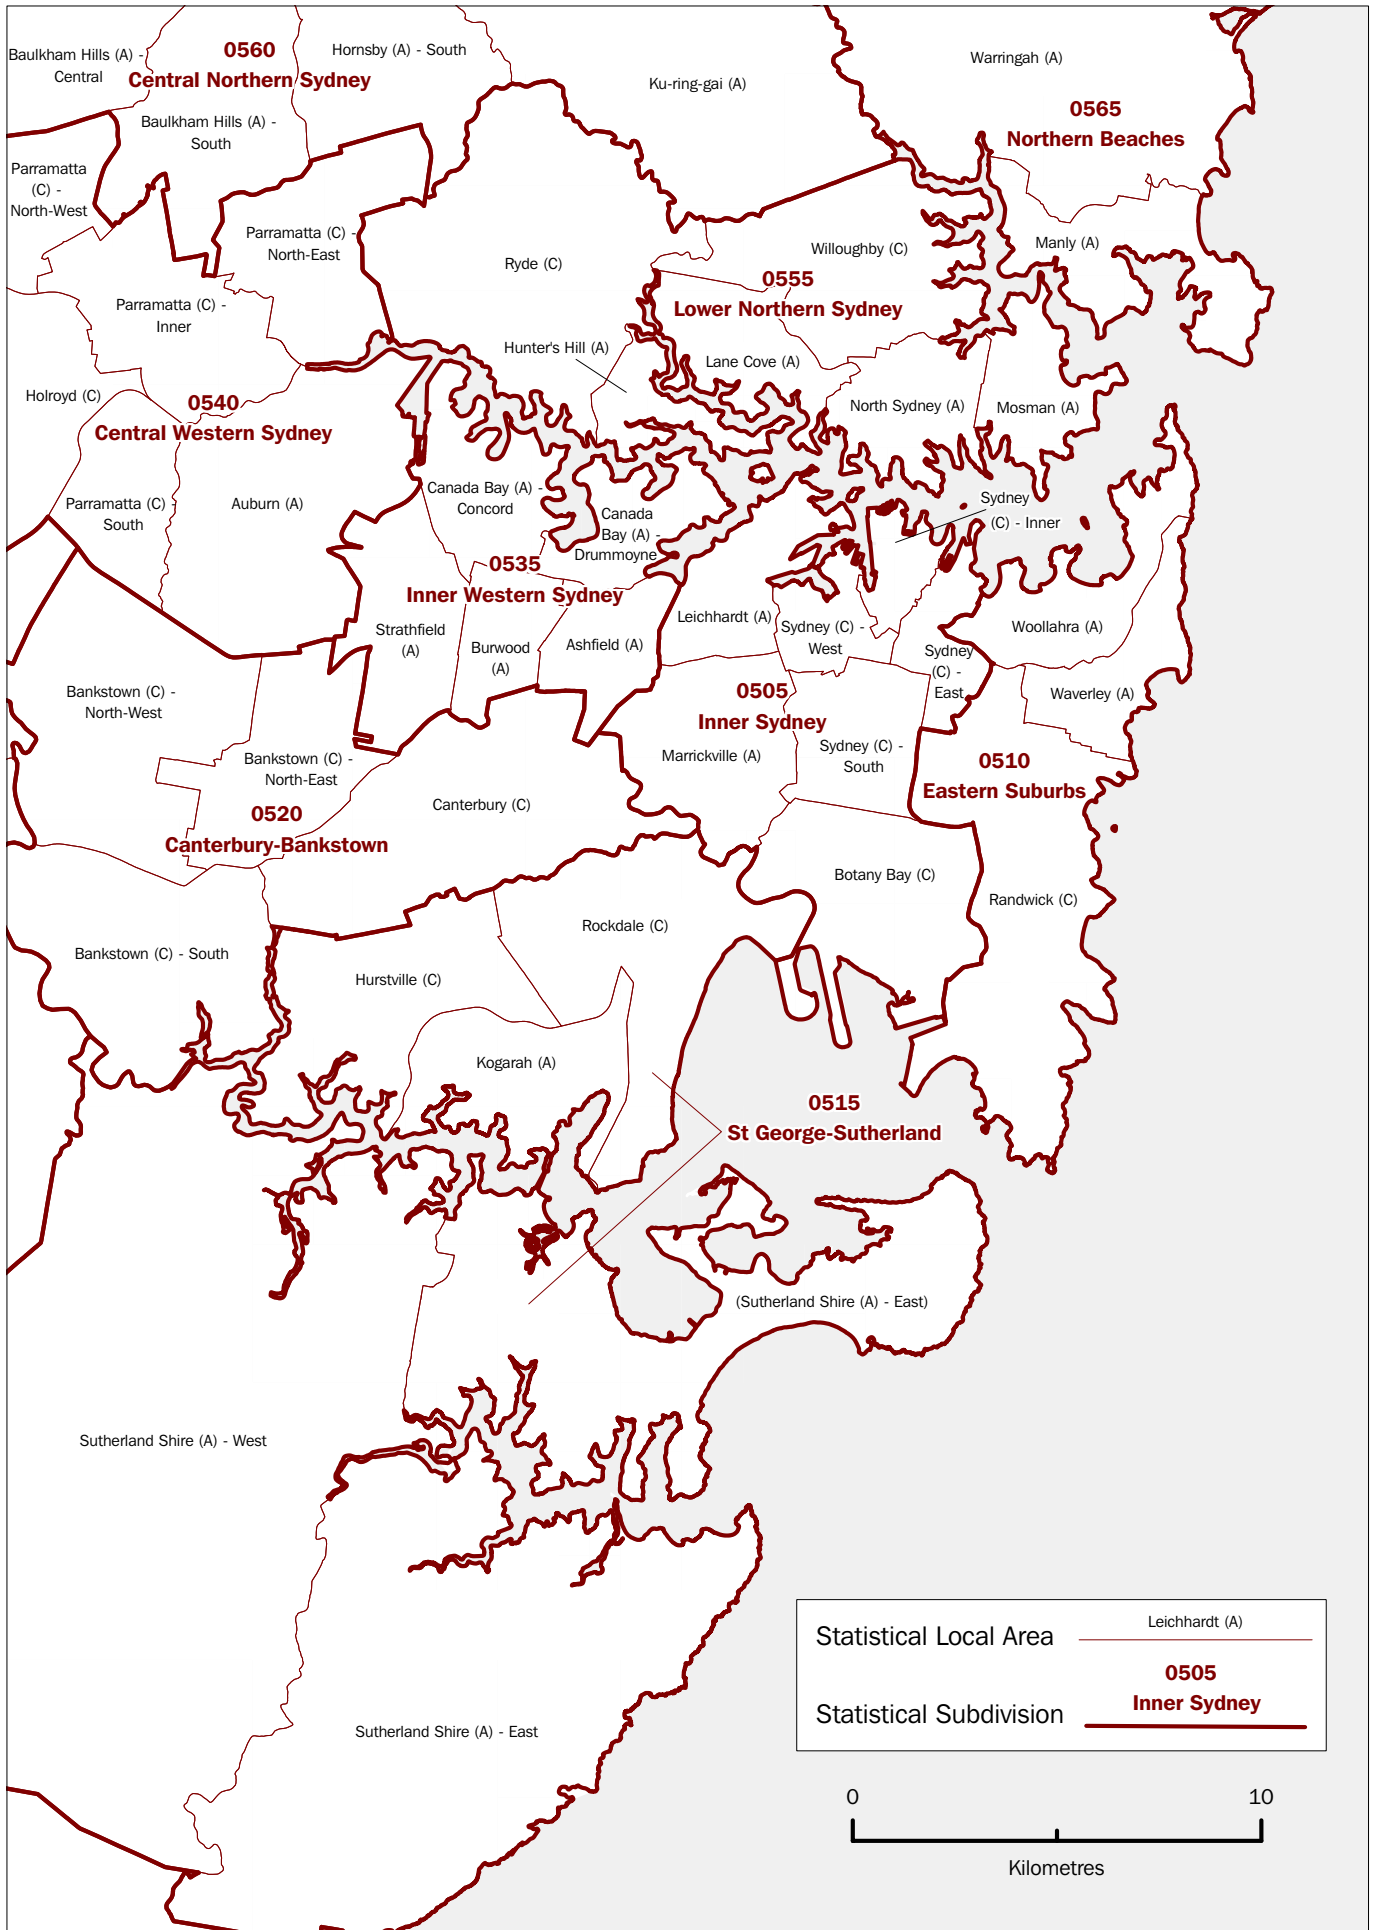 Baulkham Hills (A) -
Central
0560
Central Northern Sydney
Hornsby (A) - South
Ku-ring-gai (A)
Warringah (A)
0565
Northern Beaches
Baulkham Hills (A) -
South
Parramatta
(C) -
North-West
Parramatta (C) -
North-East
Ryde (C)
Willoughby (C)
Manly (A)
0555
Lower Northern Sydney
Parramatta (C) -
Inner
Hunter's Hill (A)
Lane Cove (A)
Holroyd (C)
0540
Central Western Sydney
North Sydney (A)
Mosman (A)
Parramatta (C) -
South
Auburn (A)
Canada Bay (A) -
Concord
Canada
Bay (A) -
Drummoyne
Sydney
(C) - Inner
0535
Inner Western Sydney
Strathfield
(A)
Burwood
(A)
Ashfield (A)
Leichhardt (A)
Sydney (C) -
West
Sydney
(C) -
East
Woollahra (A)
Waverley (A)
Bankstown (C) -
North-West
0505
Inner Sydney
Marrickville (A)
Sydney (C) -
South
Bankstown (C) -
North-East
0510
Eastern Suburbs
Canterbury (C)
0520
Canterbury-Bankstown
Botany Bay (C)
Randwick (C)
Rockdale (C)
Bankstown (C) - South
Hurstville (C)
Kogarah (A)
0515
St George-Sutherland
(Sutherland Shire (A) - East)
Sutherland Shire (A) - West
Sutherland Shire (A) - East
Statistical Local Area
Leichhardt (A)
0505
Inner Sydney
Statistical Subdivision
0
10
Kilometres